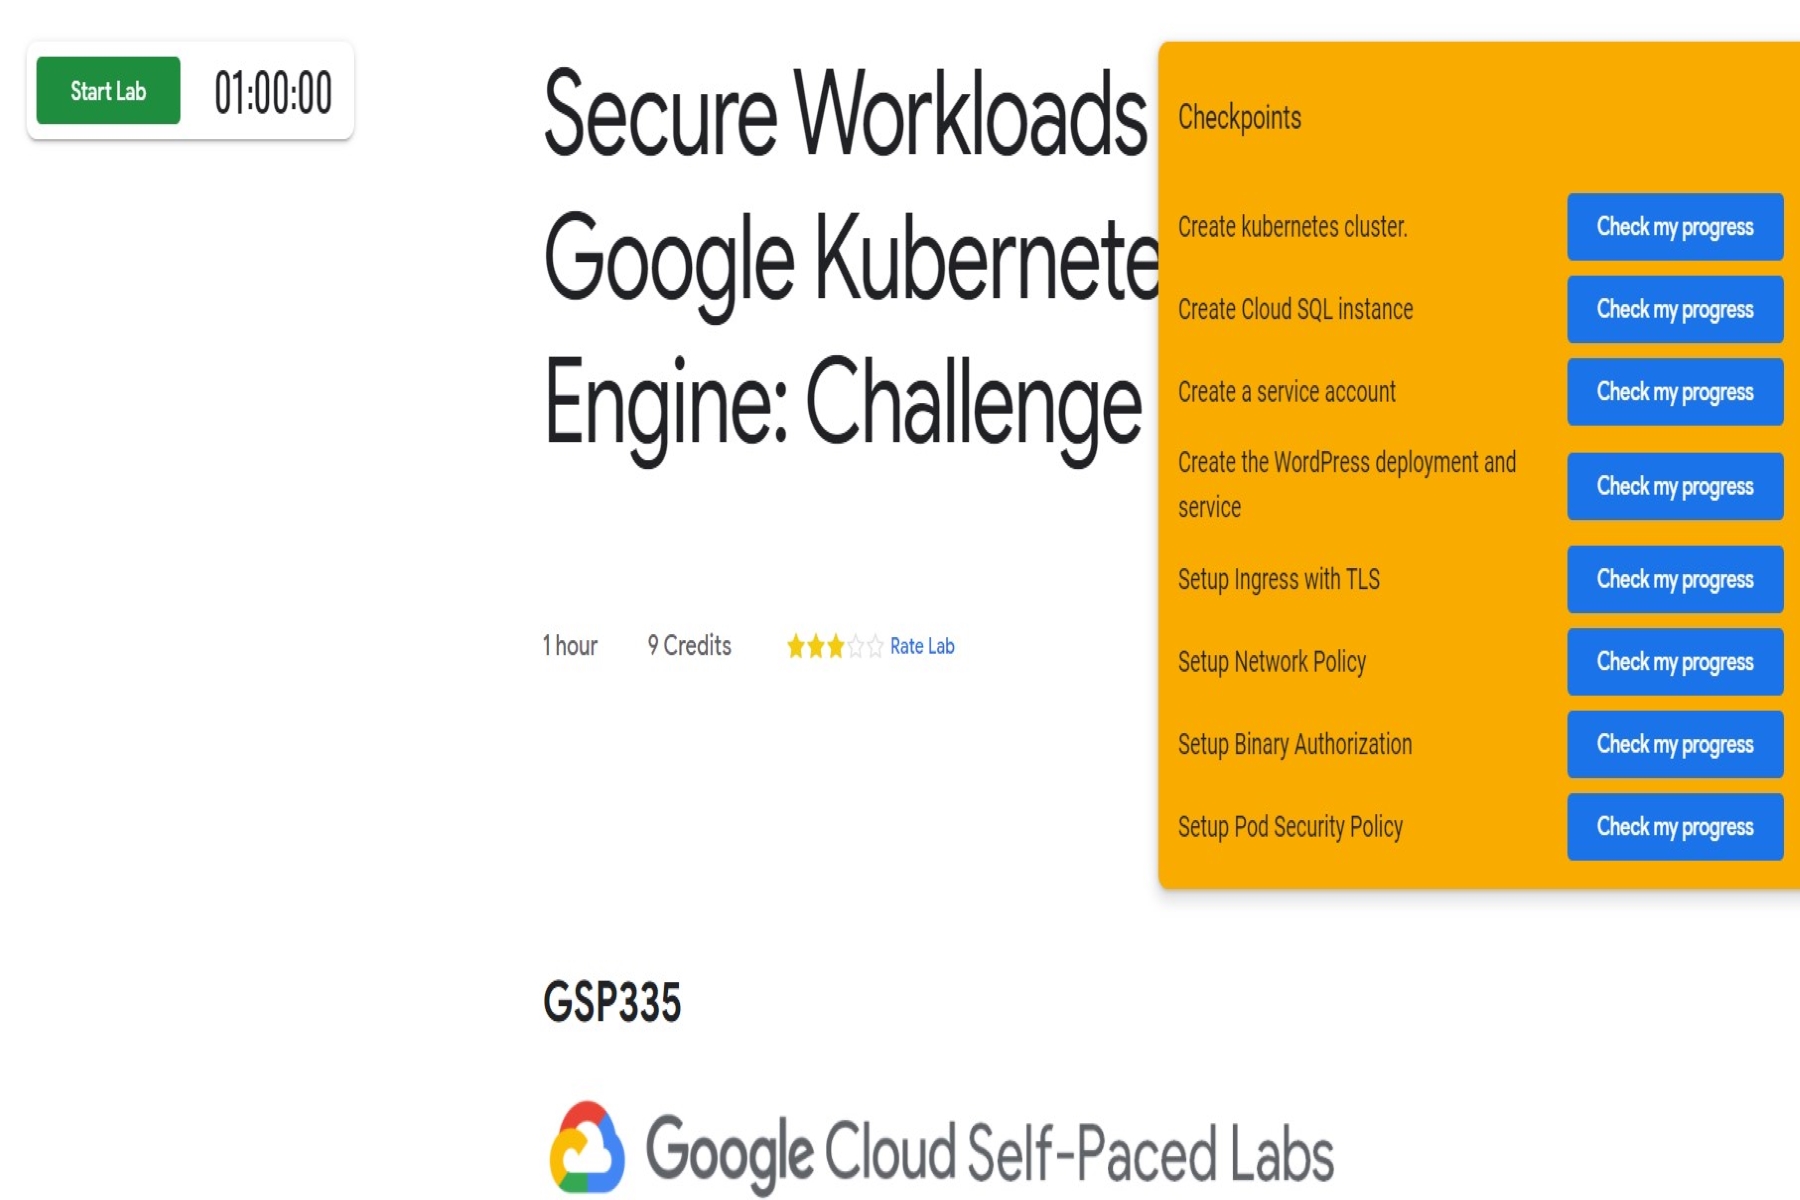 Start Lab
01:00:00
Secure Workloads
Google Kubernete
Engine: Challenge
1 hour
9 Credits
Rate Lab
GSP335
Google Cloud Self-Paced Labs
Checkpoints
Create kubernetes cluster.
Check my progress
Create Cloud SQL instance
Check my progress
Create a service account
Check my progress
Create the WordPress deployment and
service
Check my progress
Setup Ingress with TLS
Check my progress
Setup Network Policy
Check my progress
Setup Binary Authorization
Check my progress
Setup Pod Security Policy
Check my progress